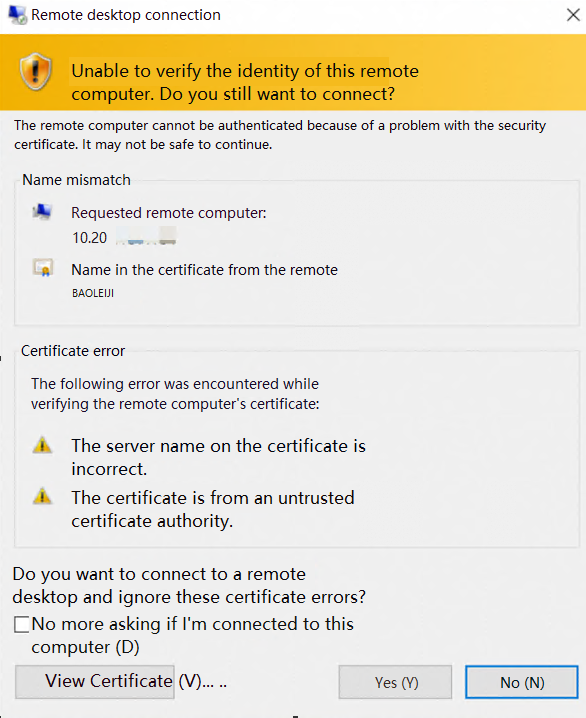 Remote desktop connection
Unable to verify the identity of this remote
computer. Do you still want to connect?
The remote computer cannot be authenticated because of a problem with the security
certificate. It may not be safe to continue.
Name mismatch
Requested remote computer:
10.20
Name in the certificate from the remote
BAOLEIJI
Certificate error
The following error was encountered while
verifying the remote computer's certificate:
The server name on the certificate is
incorrect.
The certificate is from an untrusted
certificate authority.
Do you want to connect to a remote
desktop and ignore these certificate errors?
No more asking if I'm connected to this
computer (D)
View Certificate (V)... ..
Yes (Y)
No (N)